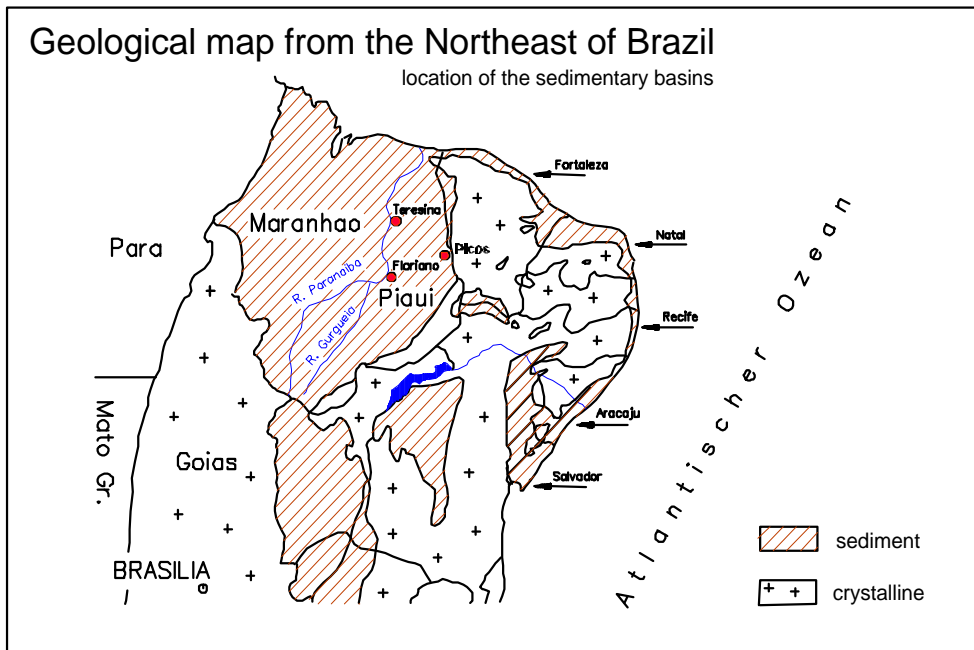 Geological map from the Northeast of Brazil
location of the sedimentary basins
Fortaleza
Teresina
Maranhao
Para
Picos
Natal
Floriano
R. Paranaiba
Piaui
R. Gurgueia
Recife
Mato Gr.
Aracaju
Goias
Salvador
BRASILIA
Atlantischer Ozean
sediment
crystalline